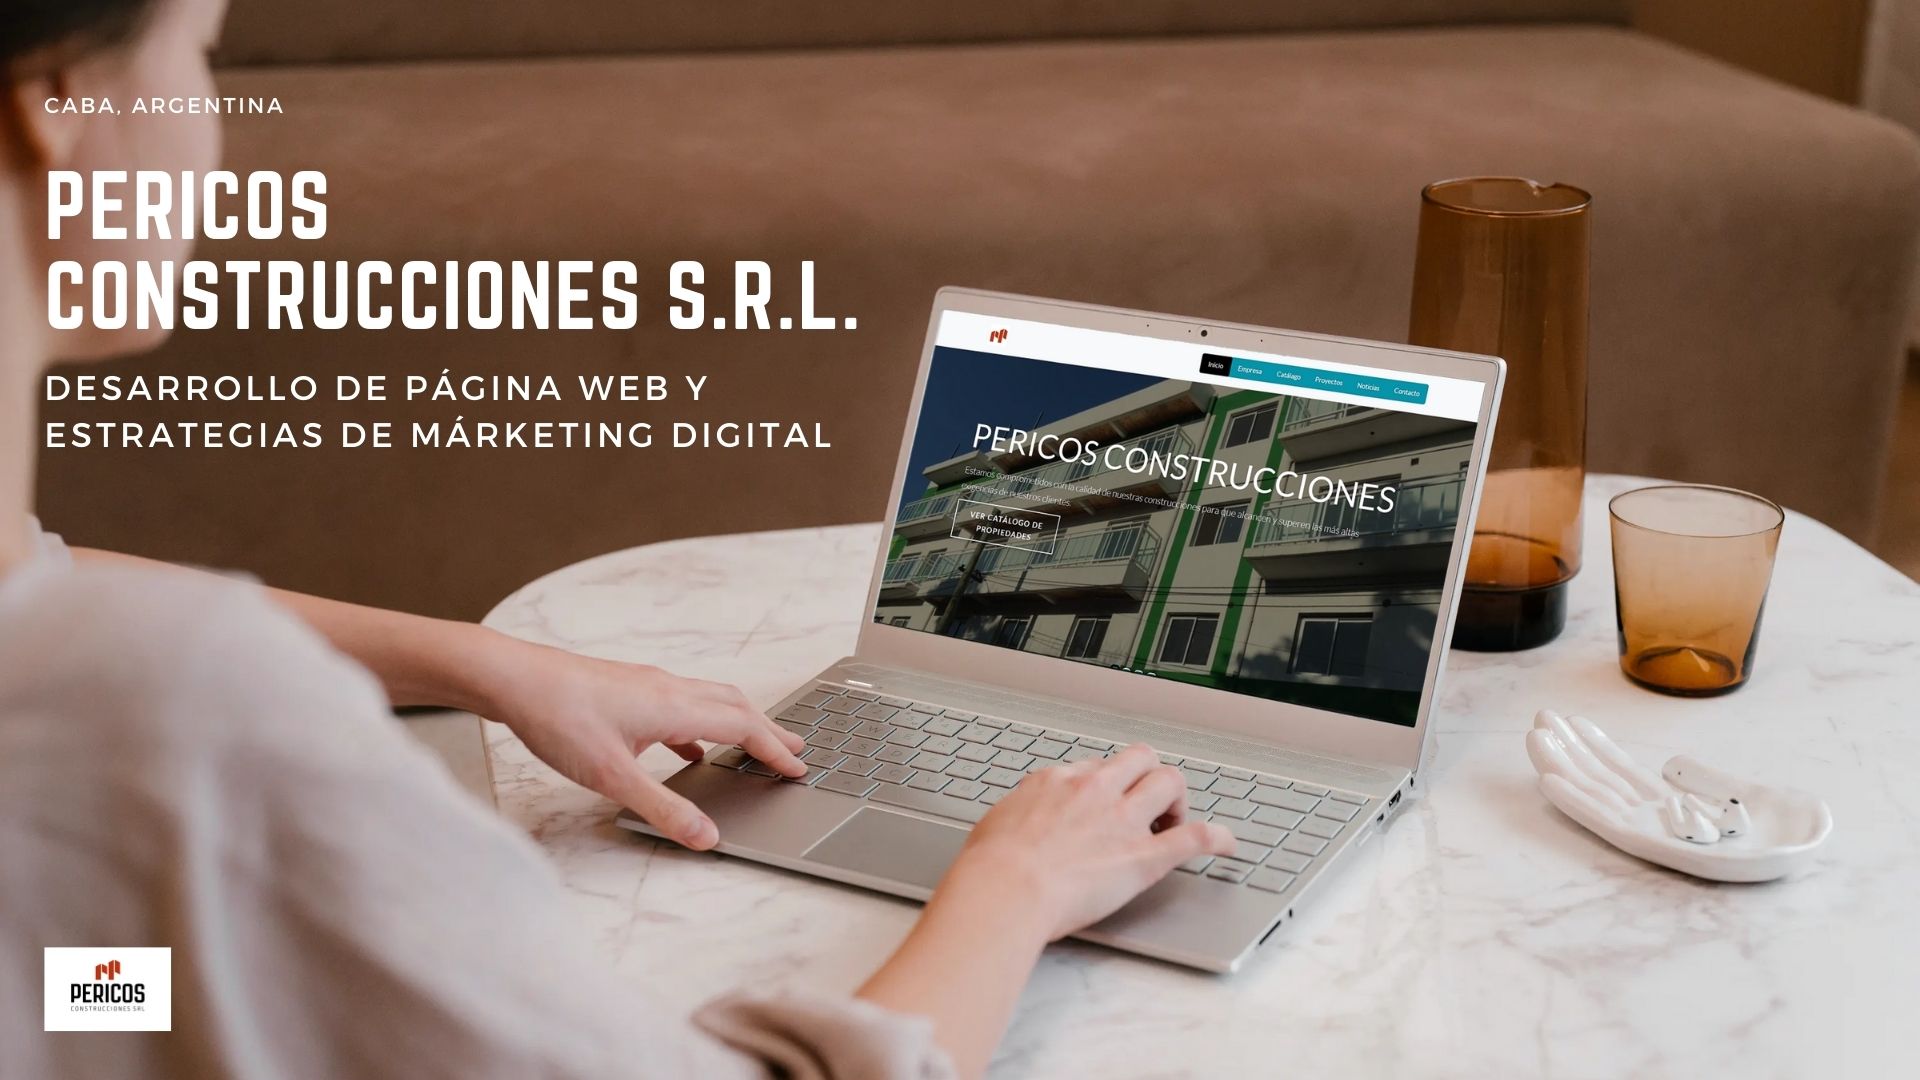 CABA, ARGENTINA
PERICOS
CONSTRUCCIONES S.R.L.
DESARROLLO DE PÁGINA WEB Y
ESTRATEGIAS DE MÁRKETING DIGITAL
Inicio Empresa Catálago Proyectos Noticias Contacto
PERICOS CONSTRUCCIONES
Estamos comprometidos con la calidad de nuestras construcciones para que alcancen y superen las más altas
exigencias de nuestros clientes.
VER CATÁLOGO DE
PROPIEDADES
PERICOS
CONSTRUCCIONES SRL